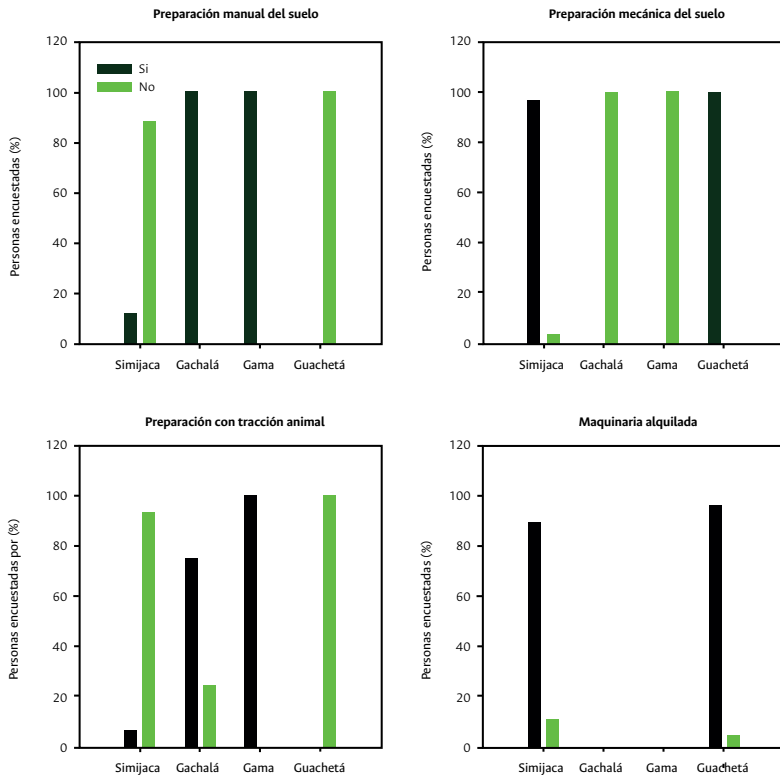 Preparación manual del suelo
Personas encuestadas (%)
120
100
80
60
40
20
0
Si
No
Simijaca Gachalá Gama Guachetá
Preparación mecánica del suelo
Personas encuestadas (%)
120
100
80
60
40
20
0
Simijaca Gachalá Gama Guachetá
Preparación con tracción animal
Personas encuestadas por (%)
120
100
80
60
40
20
0
Simijaca Gachalá Gama Guachetá
Maquinaria alquilada
Personas encuestadas (%)
120
100
80
60
40
20
0
Simijaca Gachalá Gama Guachetá